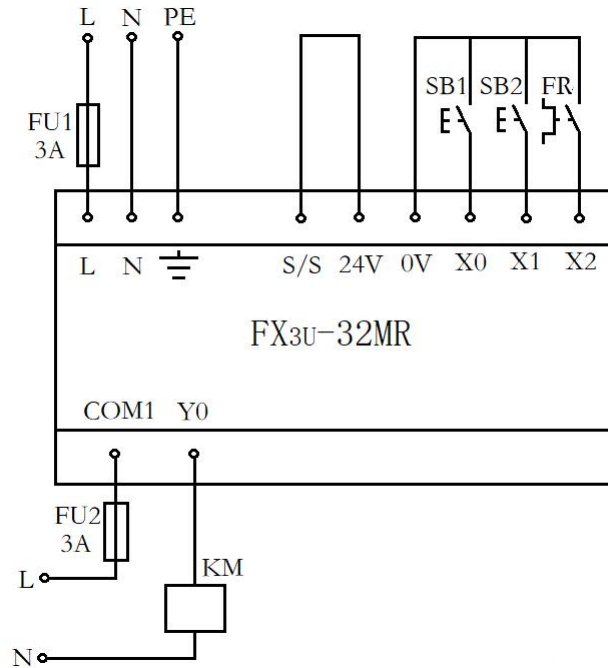 L N PE
SB1 SB2 FR
FU1
3A
L N S/S 24V 0V X0 X1 X2
FX3U-32MR
COM1 Y0
FU2
3A
KM
L
N